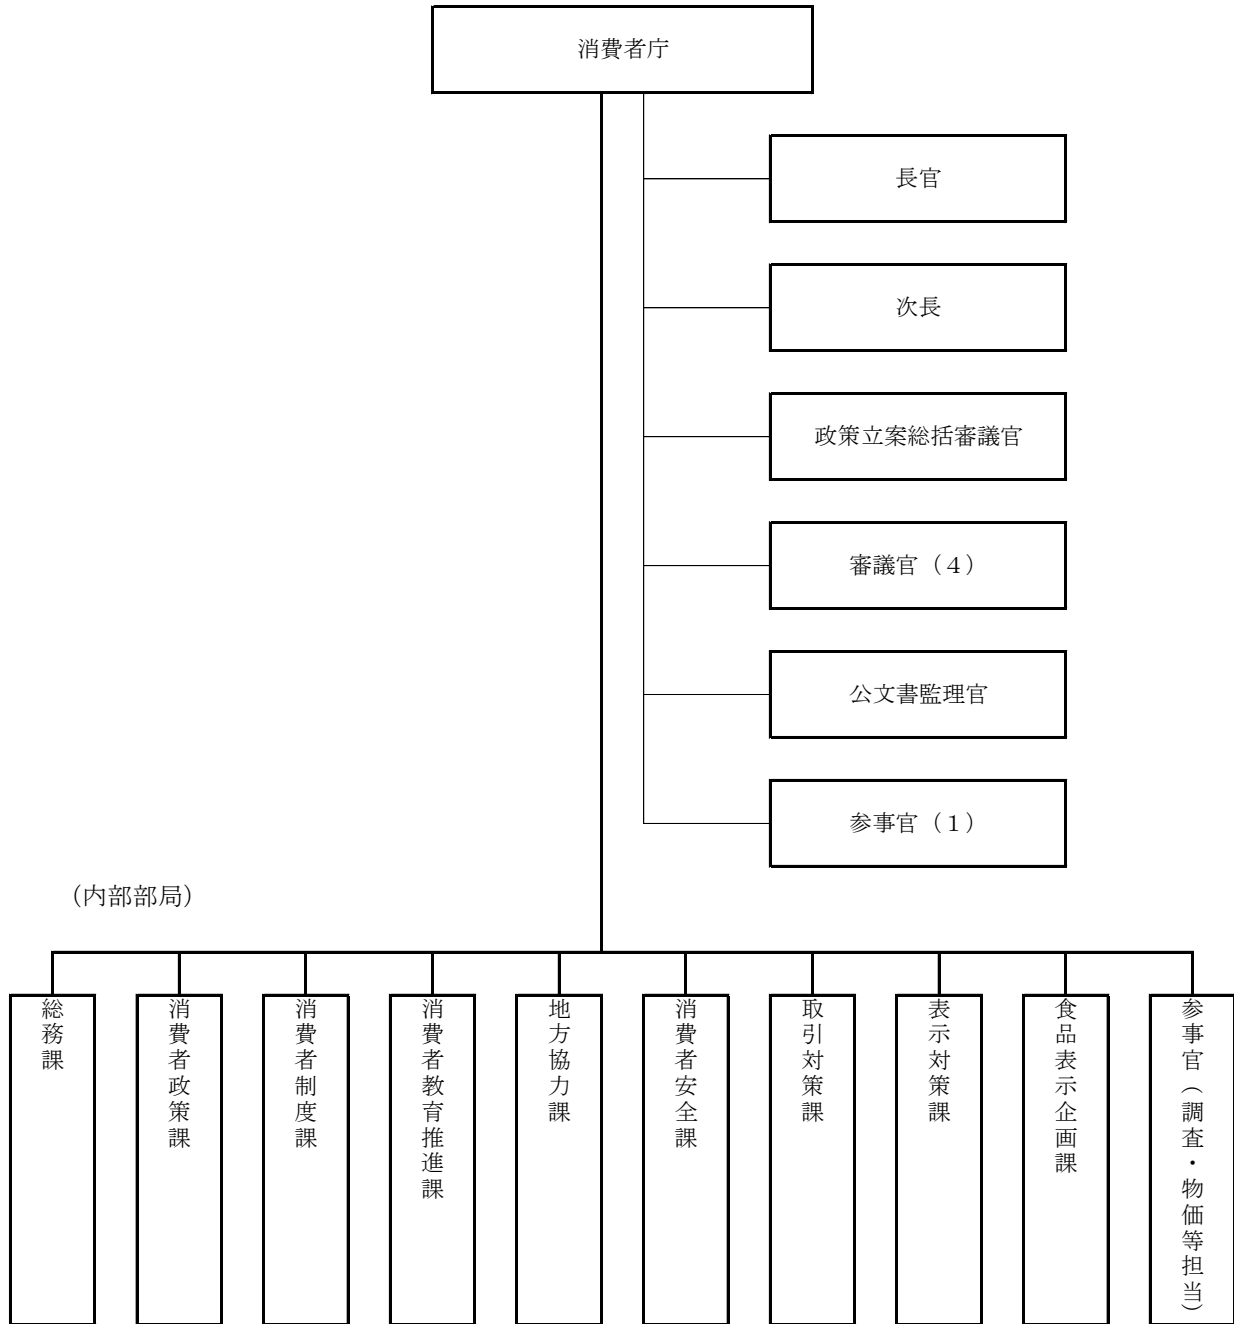 消費者庁
長官
次長
政策立案総括審議官
審議官（４）
公文書監理官
参事官（１）
（内部部局）
総務課
消費者政策課
消費者制度課
消費者教育推進課
地方協力課
消費者安全課
取引対策課
表示対策課
食品表示企画課
参事官（調査・物価等担当）